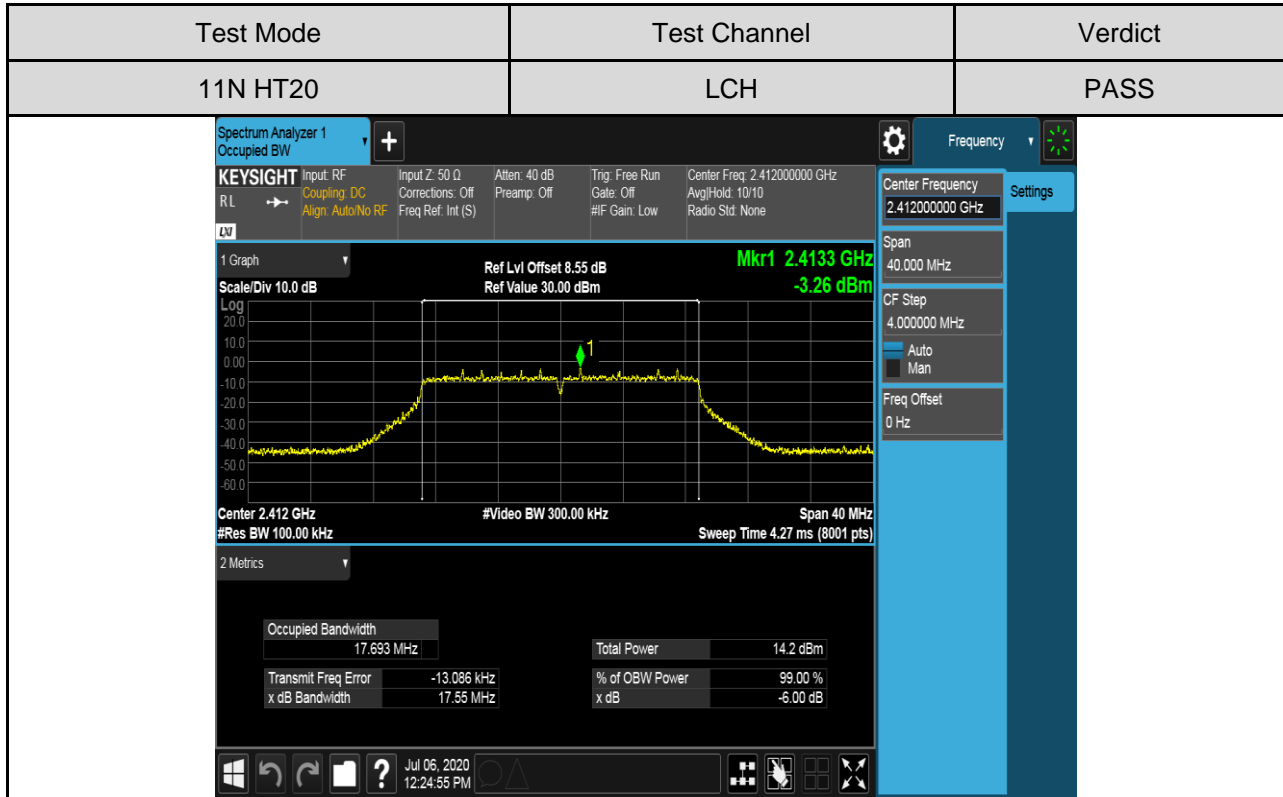 Test Mode Test Channel Verdict
11N HT20 LCH PASS
Spectrum Analyzer 1
Occupied BW
+
Frequency
KEYSIGHT
RL
LXI
Input: RF
Coupling: DC
Align: Auto/No RF
Input Z: 50 Ω
Corrections: Off
Freq Ref: Int (S)
Atten: 40 dB
Preamp: Off
Trig: Free Run
Gate: Off
#IF Gain: Low
Center Freq: 2.412000000 GHz
Avg|Hold: 10/10
Radio Std: None
Center Frequency
2.412000000 GHz
Settings
Span
40.000 MHz
CF Step
4.000000 MHz
Auto
Man
Freq Offset
0 Hz
1 Graph
Scale/Div 10.0 dB
Ref Lvl Offset 8.55 dB
Ref Value 30.00 dBm
Mkr1 2.4133 GHz
-3.26 dBm
Log
20.0
10.0
0.00
-10.0
-20.0
-30.0
-40.0
-50.0
-60.0
1
Center 2.412 GHz
#Res BW 100.00 kHz
#Video BW 300.00 kHz
Span 40 MHz
Sweep Time 4.27 ms (8001 pts)
2 Metrics
Occupied Bandwidth
17.693 MHz
Total Power 14.2 dBm
Transmit Freq Error -13.086 kHz
% of OBW Power 99.00 %
x dB Bandwidth 17.55 MHz
x dB -6.00 dB
?
Jul 06, 2020
12:24:55 PM